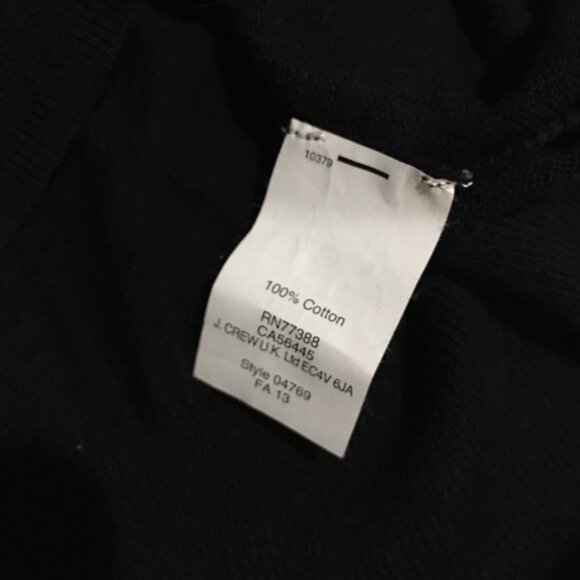 10379
100% Cotton
RN77388
CA56445
J. CREW U.K. Ltd EC4V 6JA
Style 04769
FA 13